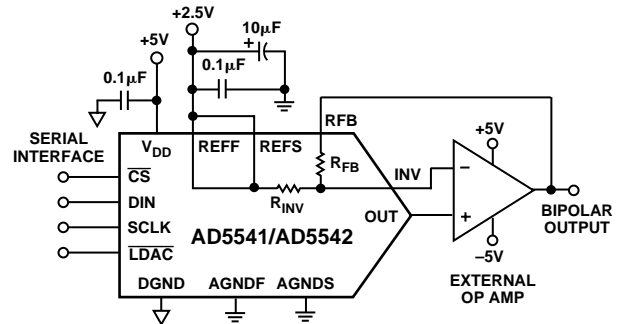 +2.5V
+5V
10µF
+
0.1µF
0.1µF
RFB
SERIAL
INTERFACE
VDD
REFF
REFS
+5V
RFB
INV
–
CS
DIN
RINV
OUT
+
SCLK
AD5541/AD5542
BIPOLAR
OUTPUT
LDAC
–5V
DGND
AGNDF
AGNDS
EXTERNAL
OP AMP